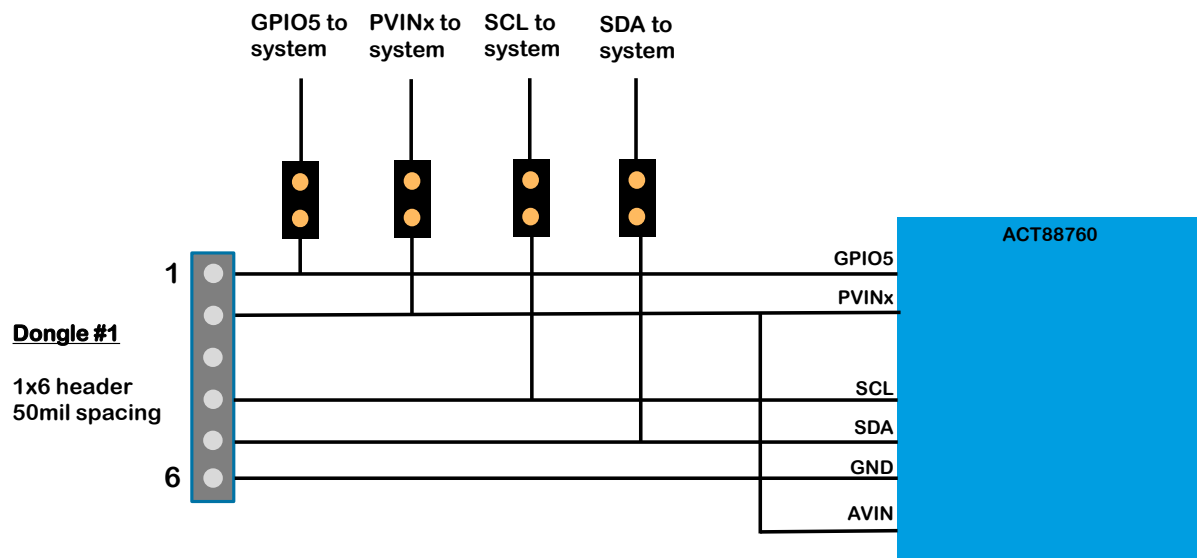 GPIO5 to
system
PVINx to
system
SCL to
system
SDA to
system
ACT88760
GPIO5
1
PVINx
Dongle #1
1x6 header
50mil spacing
SCL
SDA
GND
6
AVIN